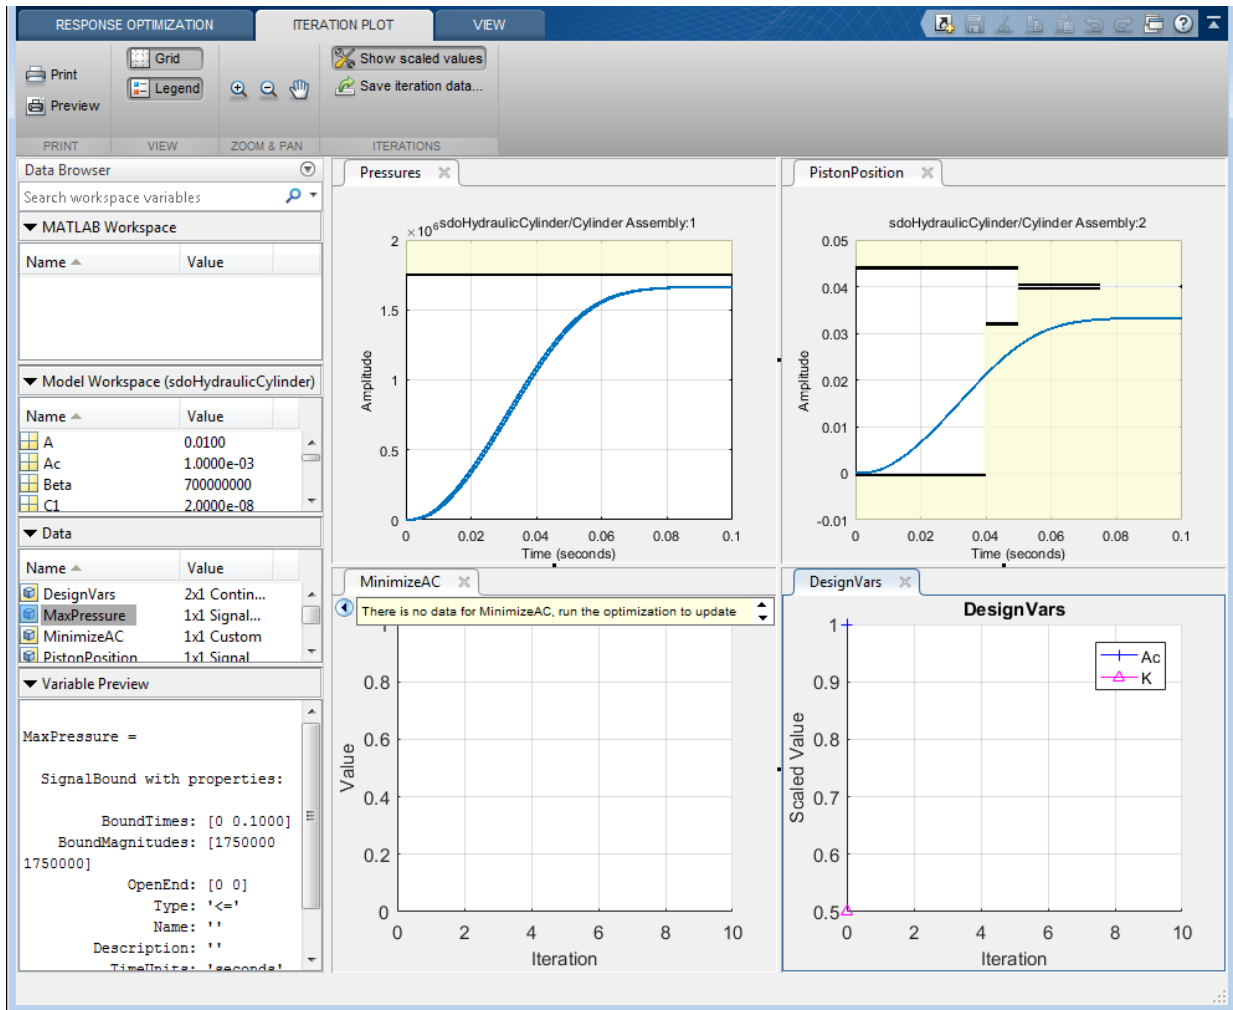 RESPONSE OPTIMIZATION
ITERATION PLOT
VIEW
Print
Preview
PRINT
Grid
Legend
VIEW
ZOOM & PAN
Show scaled values
Save iteration data...
ITERATIONS
Data Browser
Search workspace variables
MATLAB Workspace
Name Value
Model Workspace (sdoHydraulicCylinder)
Name Value
A 0.0100
Ac 1.0000e-03
Beta 700000000
C1 2.0000e-08
Data
Name Value
DesignVars 2x1 Contin...
MaxPressure 1x1 Signal...
MinimizeAC 1x1 Custom
PistonPosition 1x1 Signal
Variable Preview
MaxPressure =
SignalBound with properties:
BoundTimes: [0 0.1000]
BoundMagnitudes: [1750000
1750000]
OpenEnd: [0 0]
Type: '<='
Name: ''
Description: ''
TimeUnits: 'seconds'
Pressures
×10⁶ sdoHydraulicCylinder/Cylinder Assembly:1
2
1.5
1
0.5
0
Amplitude
0 0.02 0.04 0.06 0.08 0.1
Time (seconds)
PistonPosition
sdoHydraulicCylinder/Cylinder Assembly:2
0.05
0.04
0.03
0.02
0.01
0
-0.01
Amplitude
0 0.02 0.04 0.06 0.08 0.1
Time (seconds)
MinimizeAC
There is no data for MinimizeAC, run the optimization to update
1
0.8
0.6
0.4
0.2
0
Value
0 2 4 6 8 10
Iteration
DesignVars
DesignVars
1
0.9
0.8
0.7
0.6
0.5
Scaled Value
Ac
K
0 2 4 6 8 10
Iteration